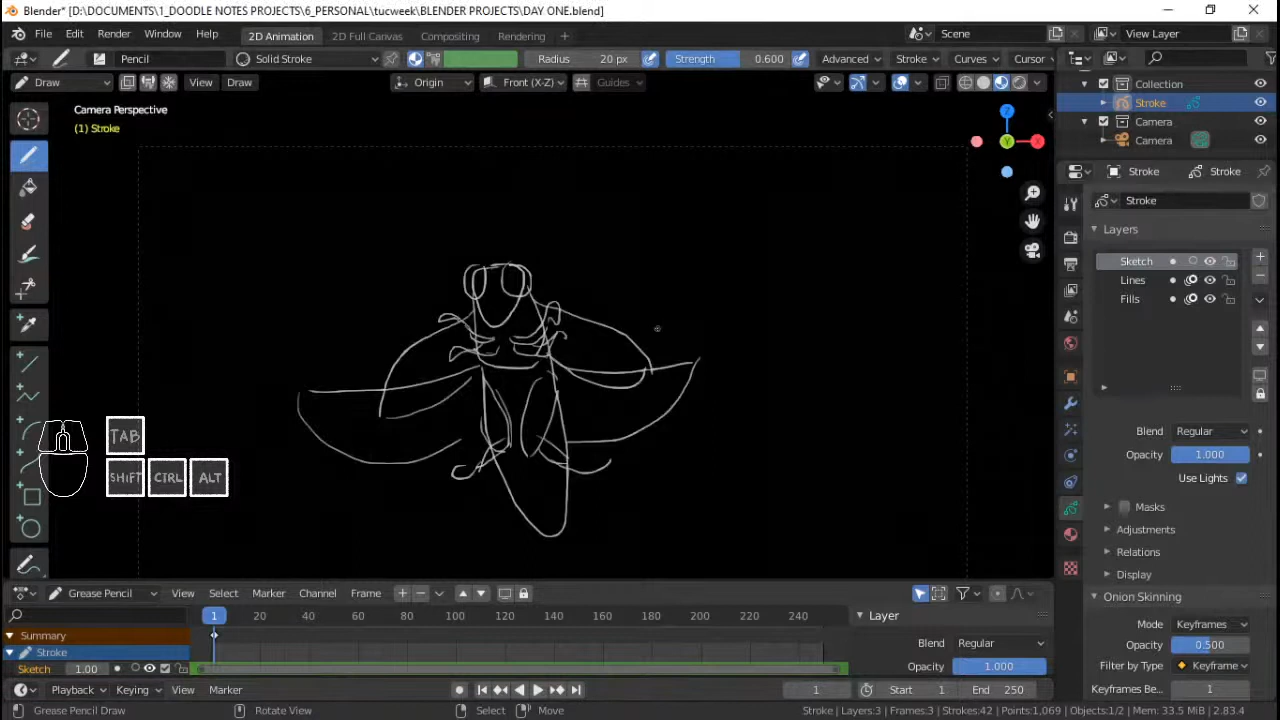 Blender* [D:\DOCUMENTS\1_DOODLE NOTES PROJECTS\6_PERSONAL\tucweek\BLENDER PROJECTS\DAY ONE.blend]
File Edit Render Window Help 2D Animation 2D Full Canvas Compositing Rendering + Scene View Layer
Pencil Solid Stroke Radius 20 px Strength 0.600 Advanced Stroke Curves Cursor
Draw View Draw Origin Front (X-Z) Guides
Collection
Stroke
Camera
Camera
Camera Perspective
(1) Stroke
Z
Y
X
Stroke Stroke
Stroke
Layers
Sketch
Lines
Fills
Blend Regular
Opacity 1.000
Use Lights
Masks
Adjustments
Relations
Display
Onion Skinning
Mode Keyframes
Opacity 0.500
Filter by Type Keyframe
Keyframes Be... 1
TAB
SHIFT CTRL ALT
Grease Pencil View Select Marker Channel Frame
1 20 40 60 80 100 120 140 160 180 200 220 240
Summary
Stroke
Sketch 1.00
Layer
Blend Regular
Opacity 1.000
Playback Keying View Marker 1 Start 1 End 250
Grease Pencil Draw Rotate View Select Move Stroke | Layers:3 | Frames:3 | Strokes:42 | Points:1,069 | Objects:1/2 | Mem: 33.5 MiB | 2.83.4